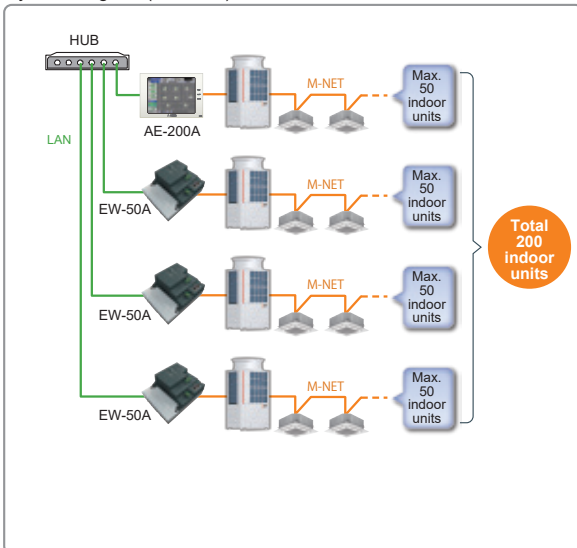 HUB
LAN
AE-200A
M-NET
Max.
50
indoor
units
EW-50A
M-NET
Max.
50
indoor
units
Total
200
indoor
units
EW-50A
M-NET
Max.
50
indoor
units
EW-50A
M-NET
Max.
50
indoor
units